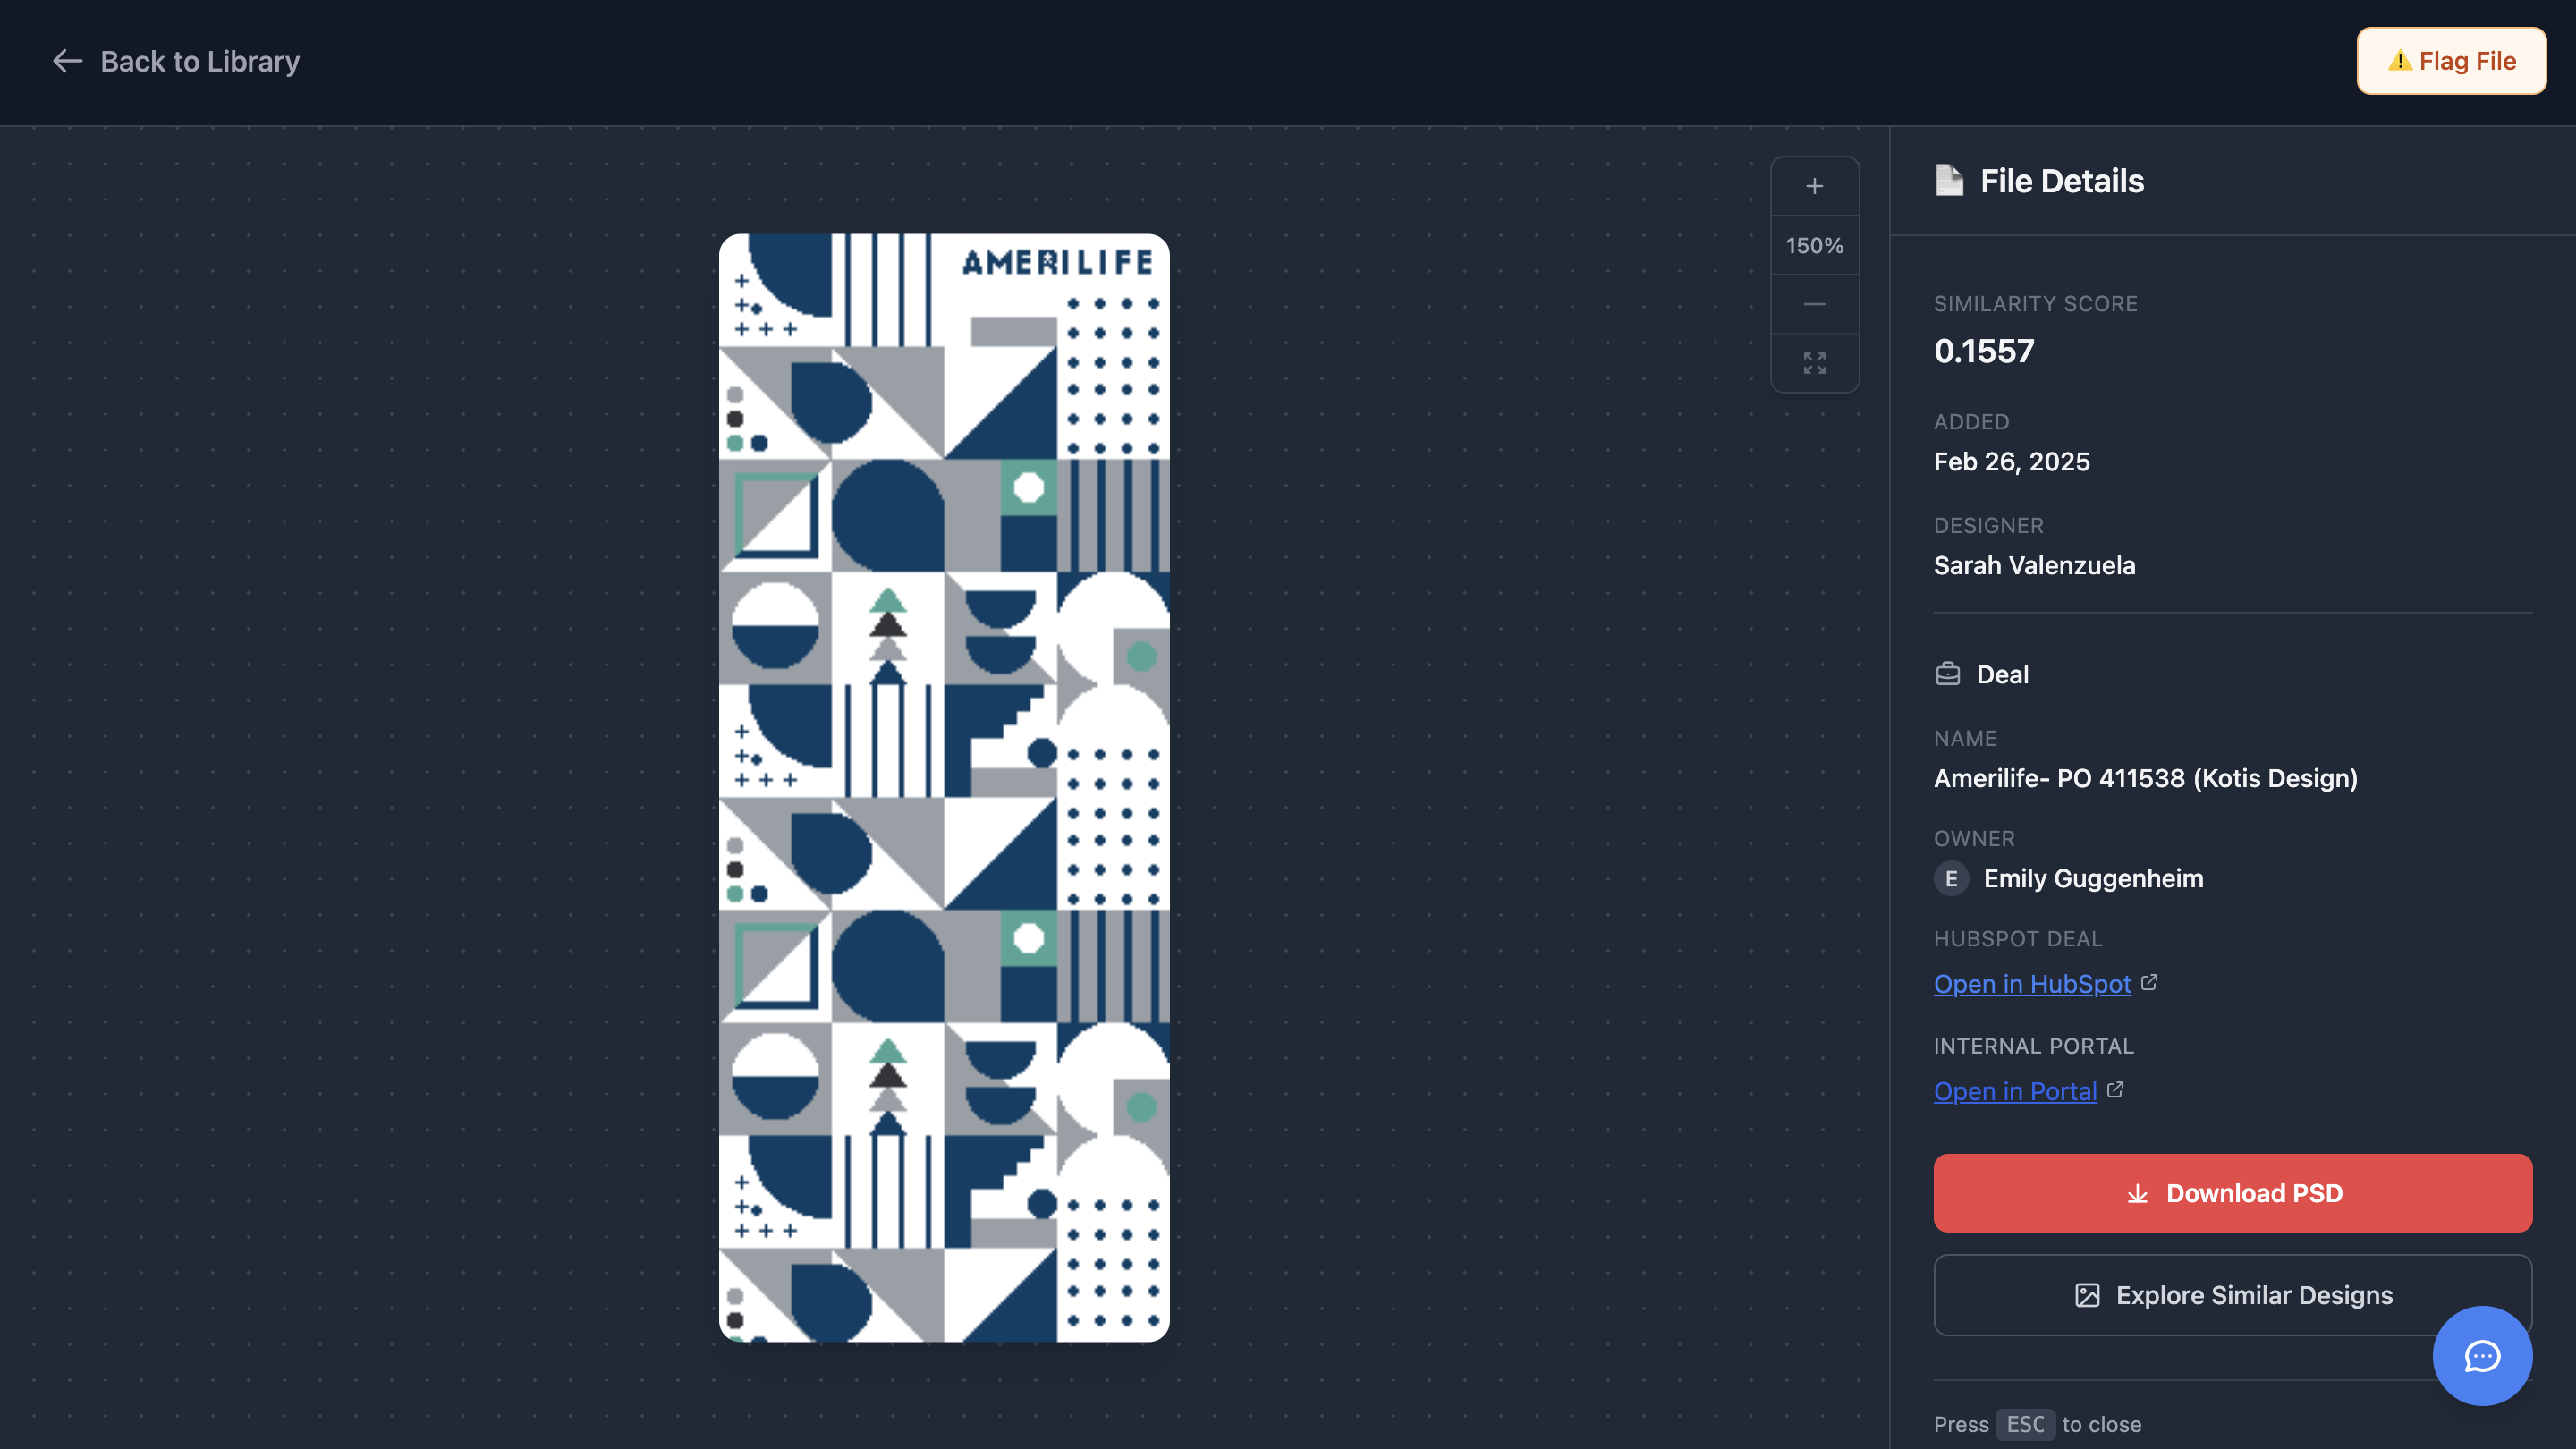 Back to Library
⚠️ Flag File
AMERILIFE
+
150%
—
File Details
SIMILARITY SCORE
0.1557
ADDED
Feb 26, 2025
DESIGNER
Sarah Valenzuela
Deal
NAME
Amerilife- PO 411538 (Kotis Design)
OWNER
E Emily Guggenheim
HUBSPOT DEAL
Open in HubSpot
INTERNAL PORTAL
Open in Portal
Download PSD
Explore Similar Designs
Press ESC to close